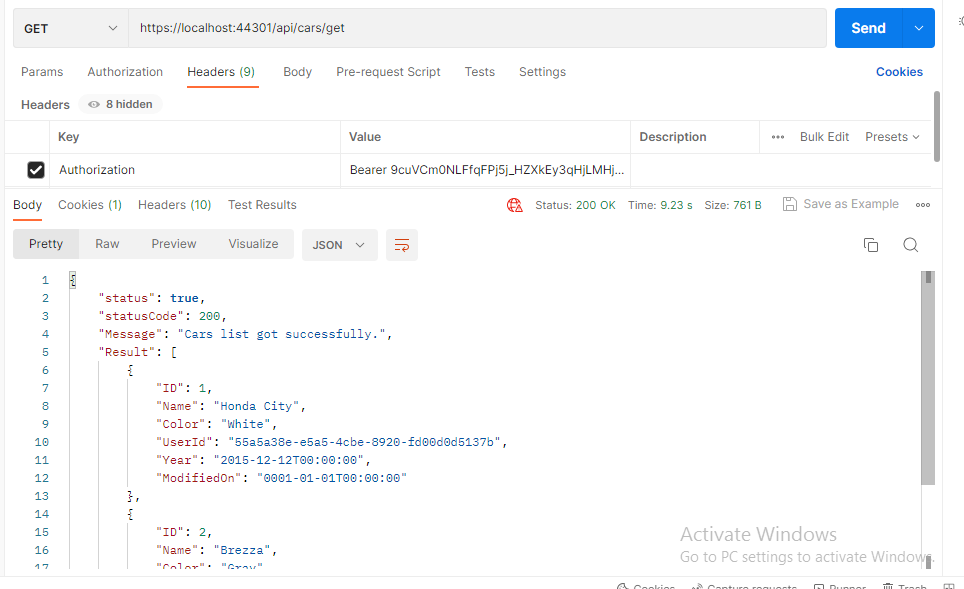 GET https://localhost:44301/api/cars/get Send
Params Authorization Headers (9) Body Pre-request Script Tests Settings Cookies
Headers 8 hidden
Key Value Description Bulk Edit Presets
Authorization Bearer 9cuVCm0NLFfqFPj5j_HZXkEy3qHjLMHj...
Body Cookies (1) Headers (10) Test Results Status: 200 OK Time: 9.23 s Size: 761 B Save as Example
Pretty Raw Preview Visualize JSON
1 {
2 "status": true,
3 "statusCode": 200,
4 "Message": "Cars list got successfully.",
5 "Result": [
6 {
7 "ID": 1,
8 "Name": "Honda City",
9 "Color": "White",
10 "UserId": "55a5a38e-e5a5-4cbe-8920-fd00d0d5137b",
11 "Year": "2015-12-12T00:00:00",
12 "ModifiedOn": "0001-01-01T00:00:00"
13 },
14 {
15 "ID": 2,
16 "Name": "Brezza",
17 "Color": "Gray"
Activate Windows
Go to PC settings to activate Windows.
Cookies Capture requests Runner Trash